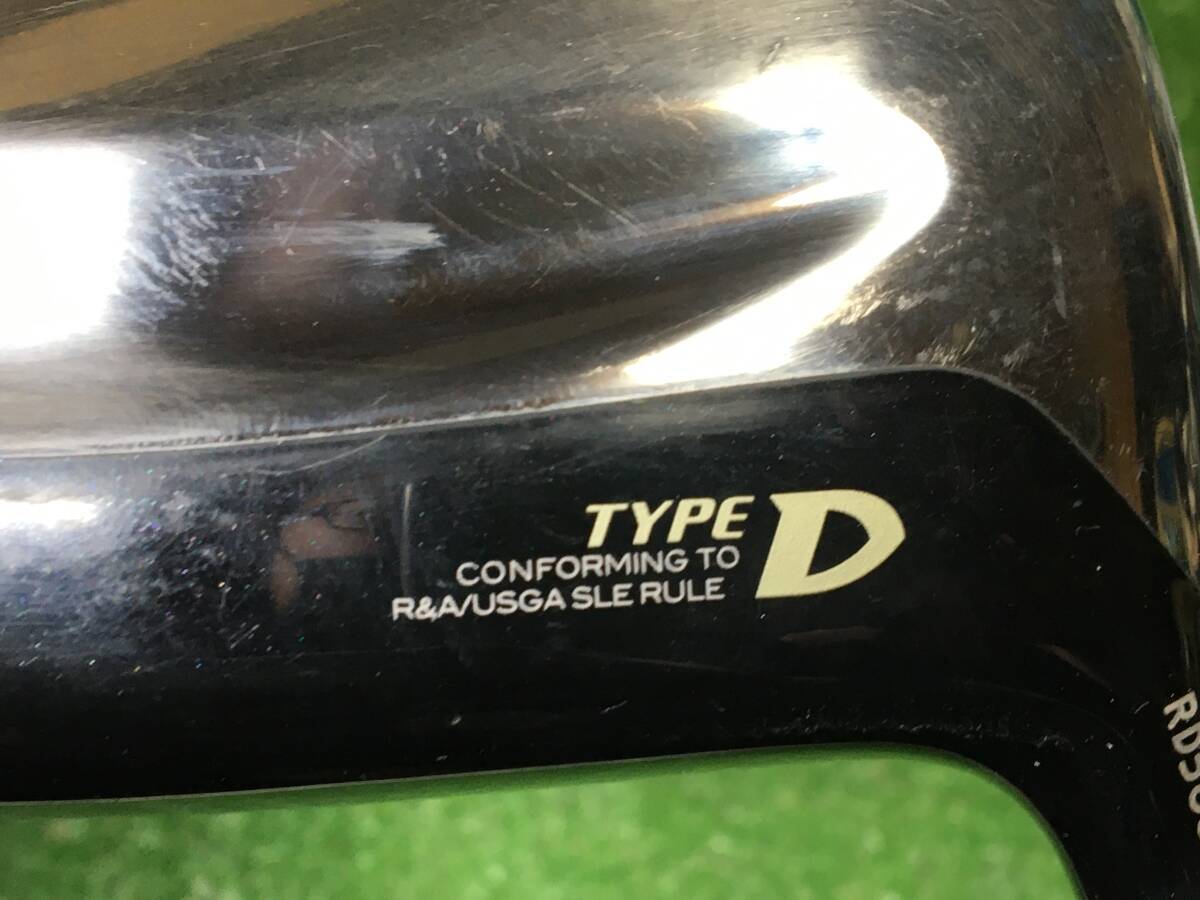 TYPE D
CONFORMING TO
R&A/USGA SLE RULE